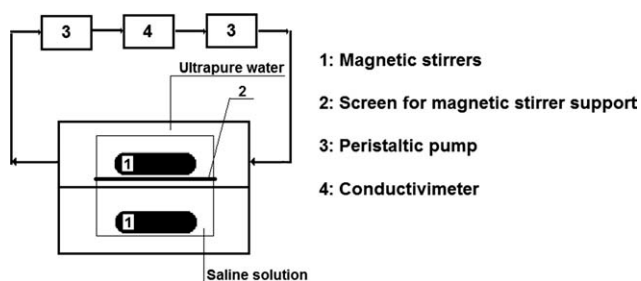 3 4 3
Ultrapure water
2
1
1
Saline solution
1: Magnetic stirrers
2: Screen for magnetic stirrer support
3: Peristaltic pump
4: Conductivimeter